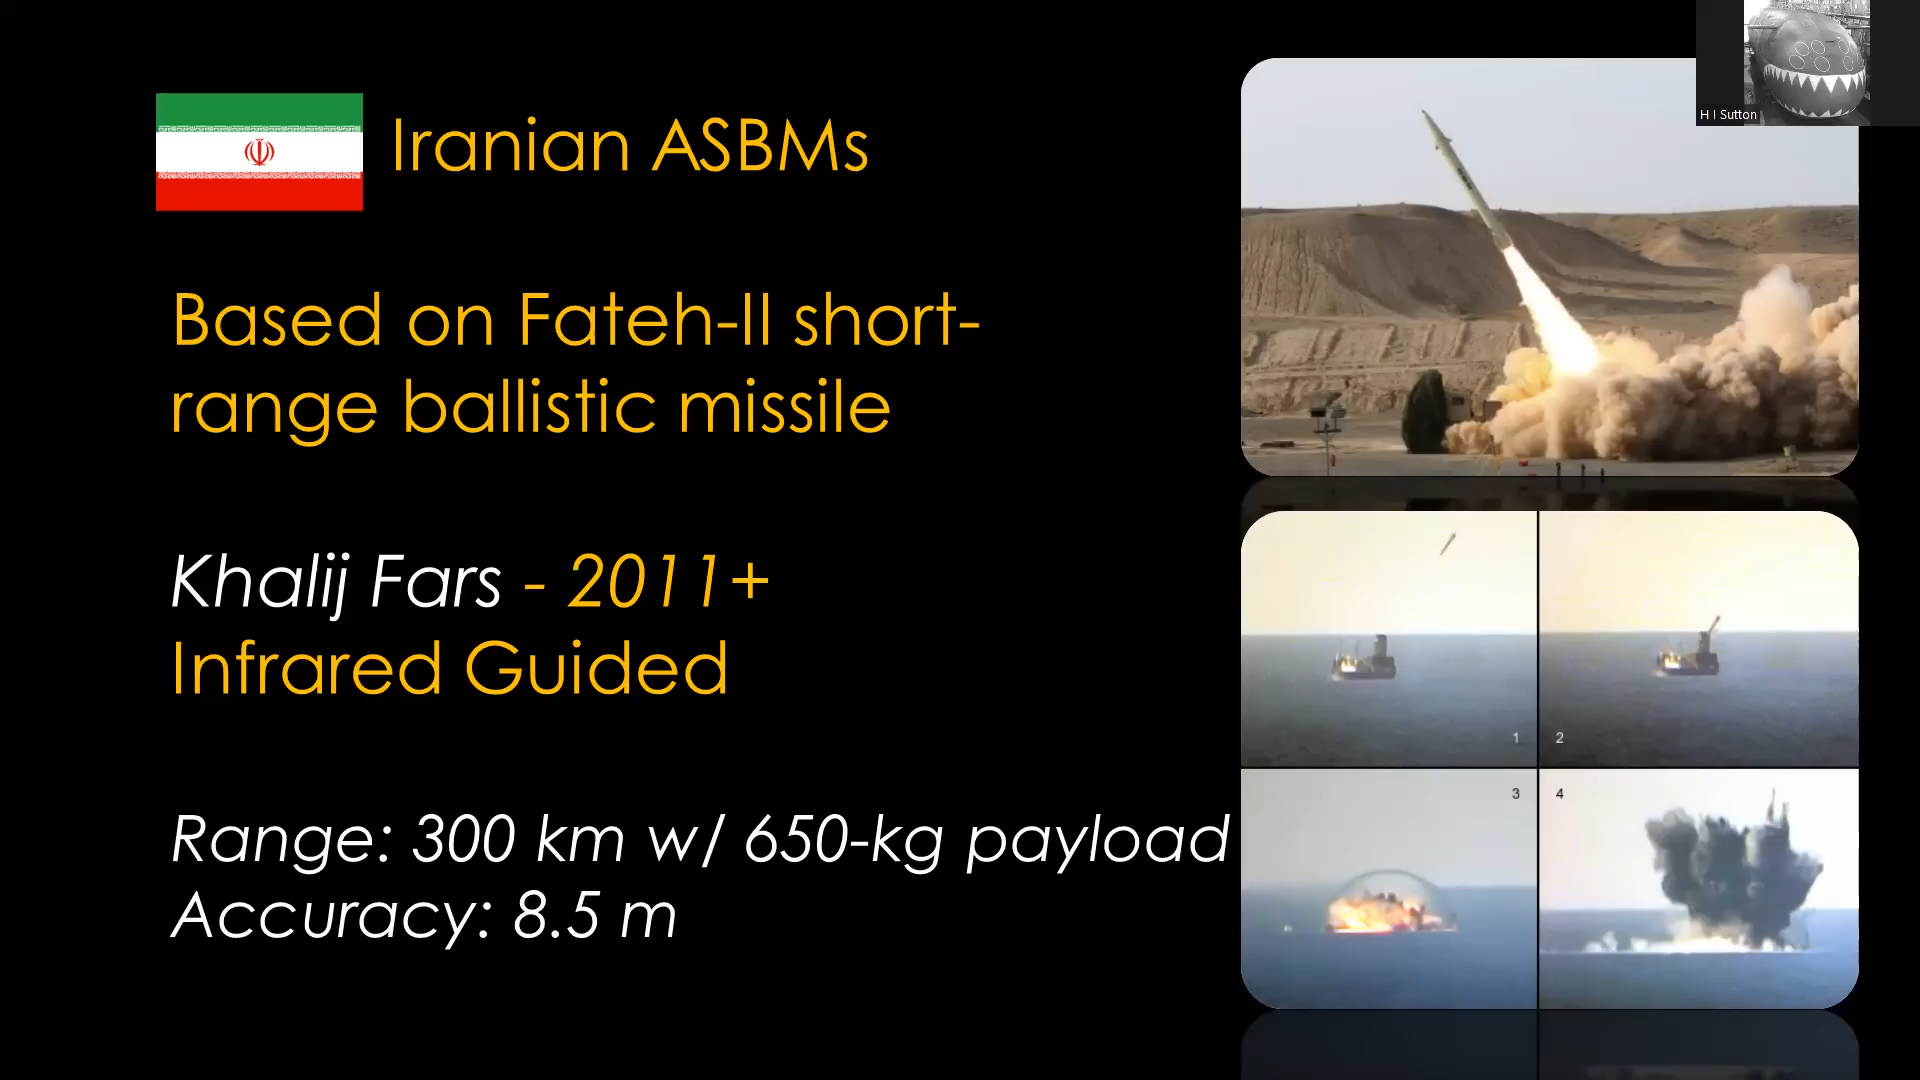 H I Sutton
Iranian ASBMs
Based on Fateh-II short-
range ballistic missile
Khalij Fars - 2011+
Infrared Guided
Range: 300 km w/ 650-kg payload
Accuracy: 8.5 m
1
2
3
4